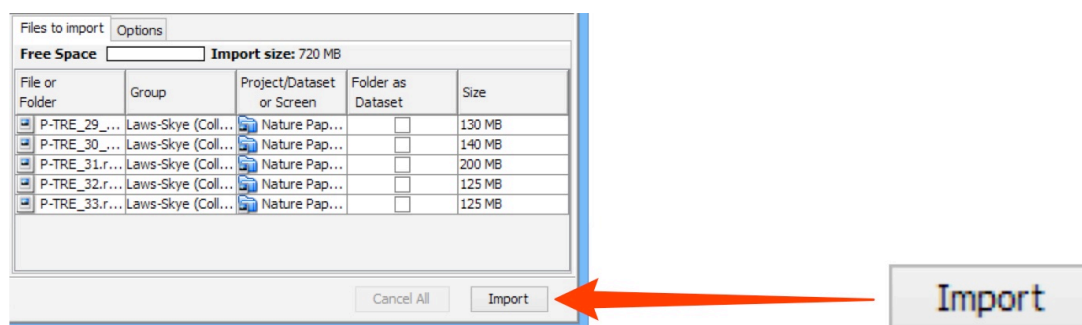 Files to import Options
Free Space Import size: 720 MB
File or Folder Group Project/Dataset or Screen Folder as Dataset Size
P-TRE_29_... Laws-Skye (Coll... Nature Pap... 130 MB
P-TRE_30_... Laws-Skye (Coll... Nature Pap... 140 MB
P-TRE_31.r... Laws-Skye (Coll... Nature Pap... 200 MB
P-TRE_32.r... Laws-Skye (Coll... Nature Pap... 125 MB
P-TRE_33.r... Laws-Skye (Coll... Nature Pap... 125 MB
Cancel All Import
Import